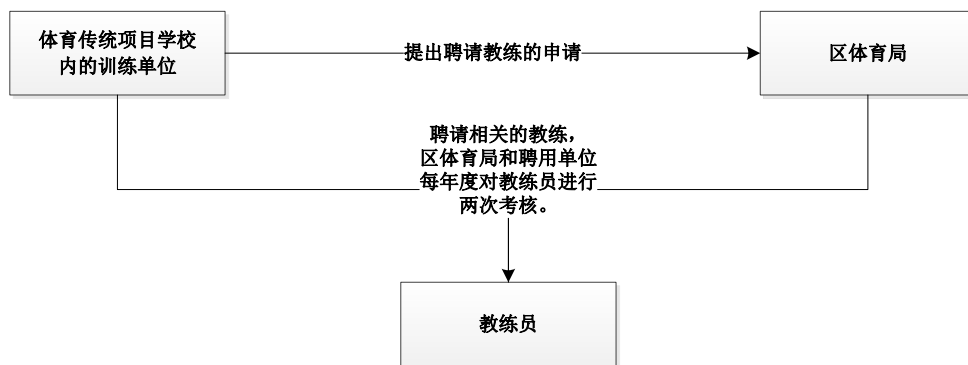 体育传统项目学校
内的训练单位
提出聘请教练的申请
区体育局
聘请相关的教练，
区体育局和聘用单位
每年度对教练员进行
两次考核。
教练员